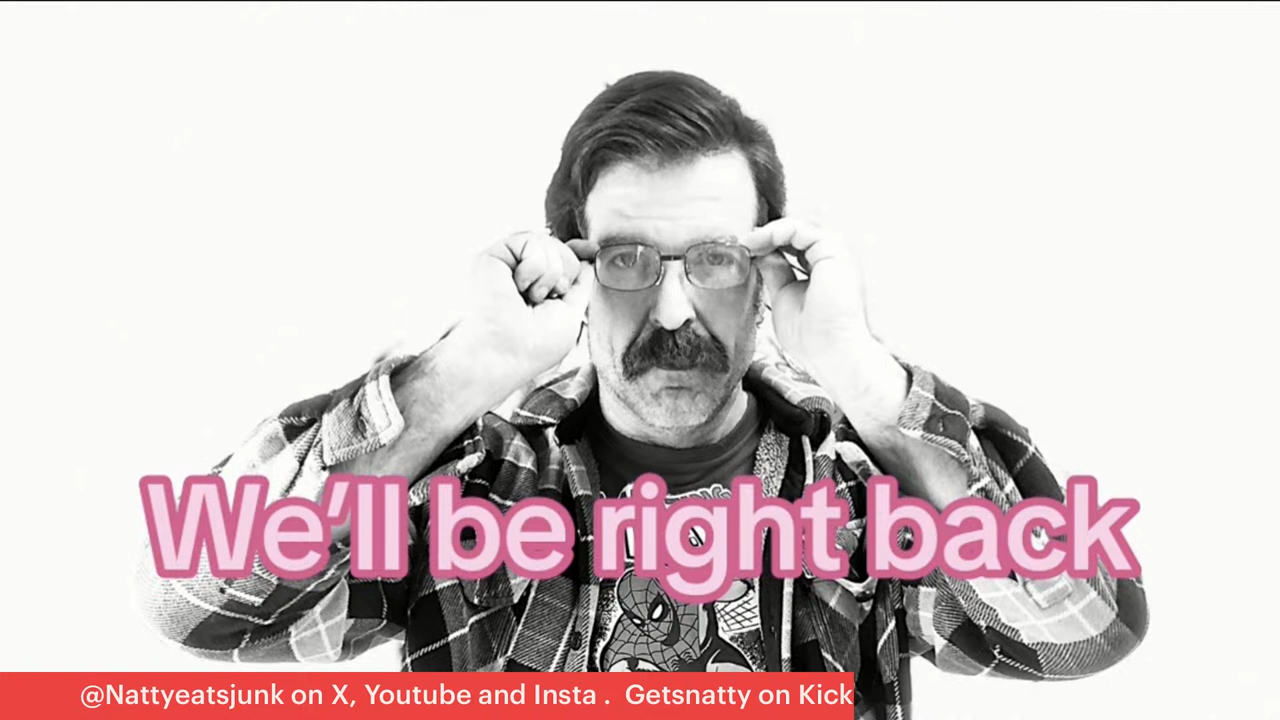 We'll be right back
@Nattyeatsjunk on X, Youtube and Insta .  Getsnatty on Kick